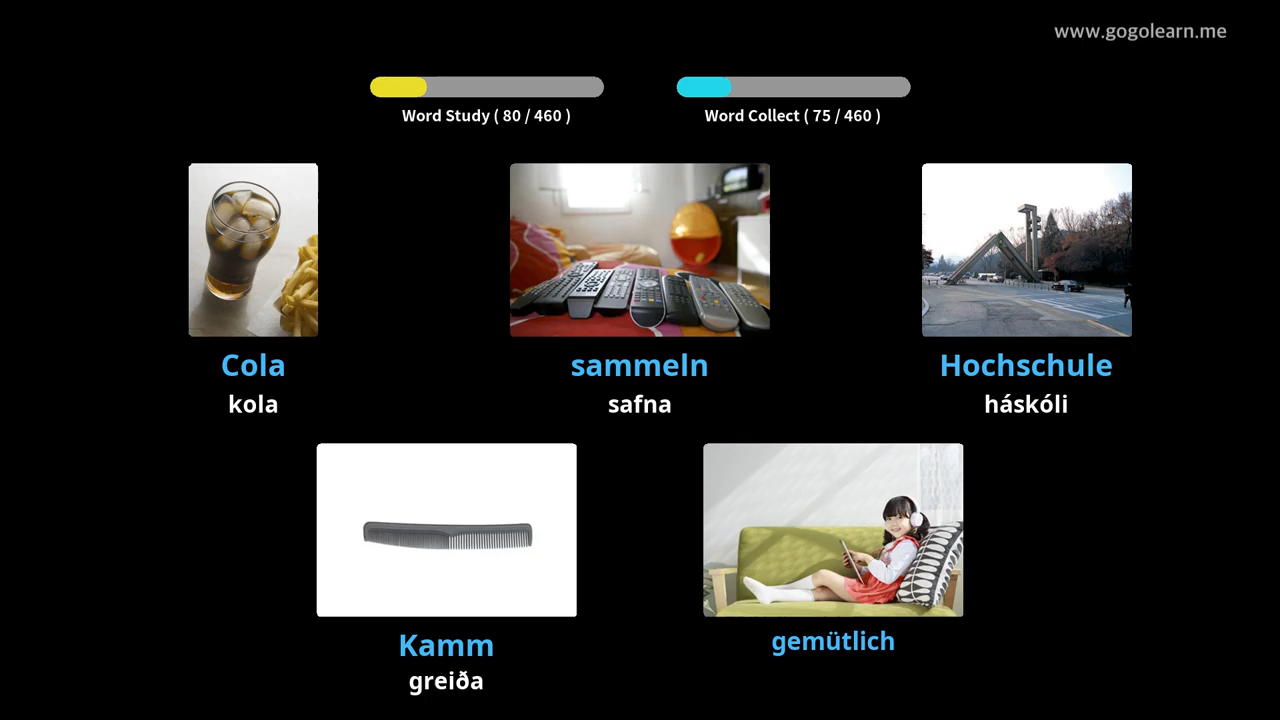 www.gogolearn.me
Word Study ( 80 / 460 )
Word Collect ( 75 / 460 )
Cola
kola
sammeln
safna
Hochschule
háskóli
Kamm
greiða
gemütlich